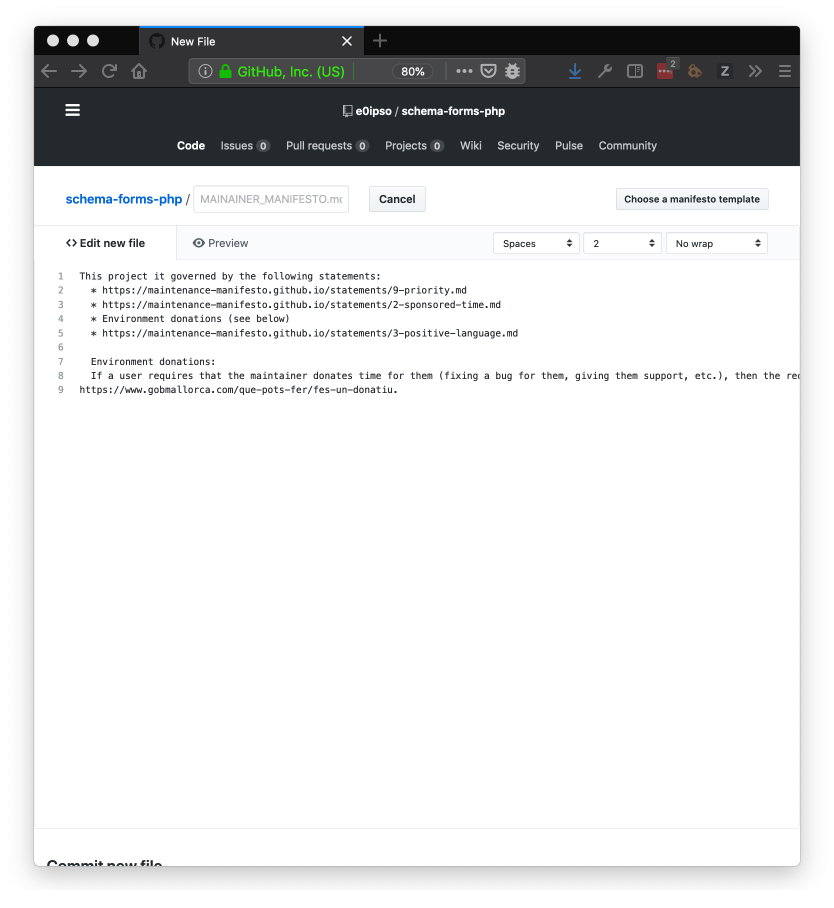 New File
GitHub, Inc. (US)
80%
2
Z
e0ipso / schema-forms-php
Code Issues 0 Pull requests 0 Projects 0 Wiki Security Pulse Community
schema-forms-php / MAINAINER_MANIFESTO.mc Cancel Choose a manifesto template
<> Edit new file Preview Spaces 2 No wrap
1 This project it governed by the following statements:
2 * https://maintenance-manifesto.github.io/statements/9-priority.md
3 * https://maintenance-manifesto.github.io/statements/2-sponsored-time.md
4 * Environment donations (see below)
5 * https://maintenance-manifesto.github.io/statements/3-positive-language.md
6
7 Environment donations:
8 If a user requires that the maintainer donates time for them (fixing a bug for them, giving them support, etc.), then the
9 https://www.gobmallorca.com/que-pots-fer/fes-un-donatiu.
Commit new file